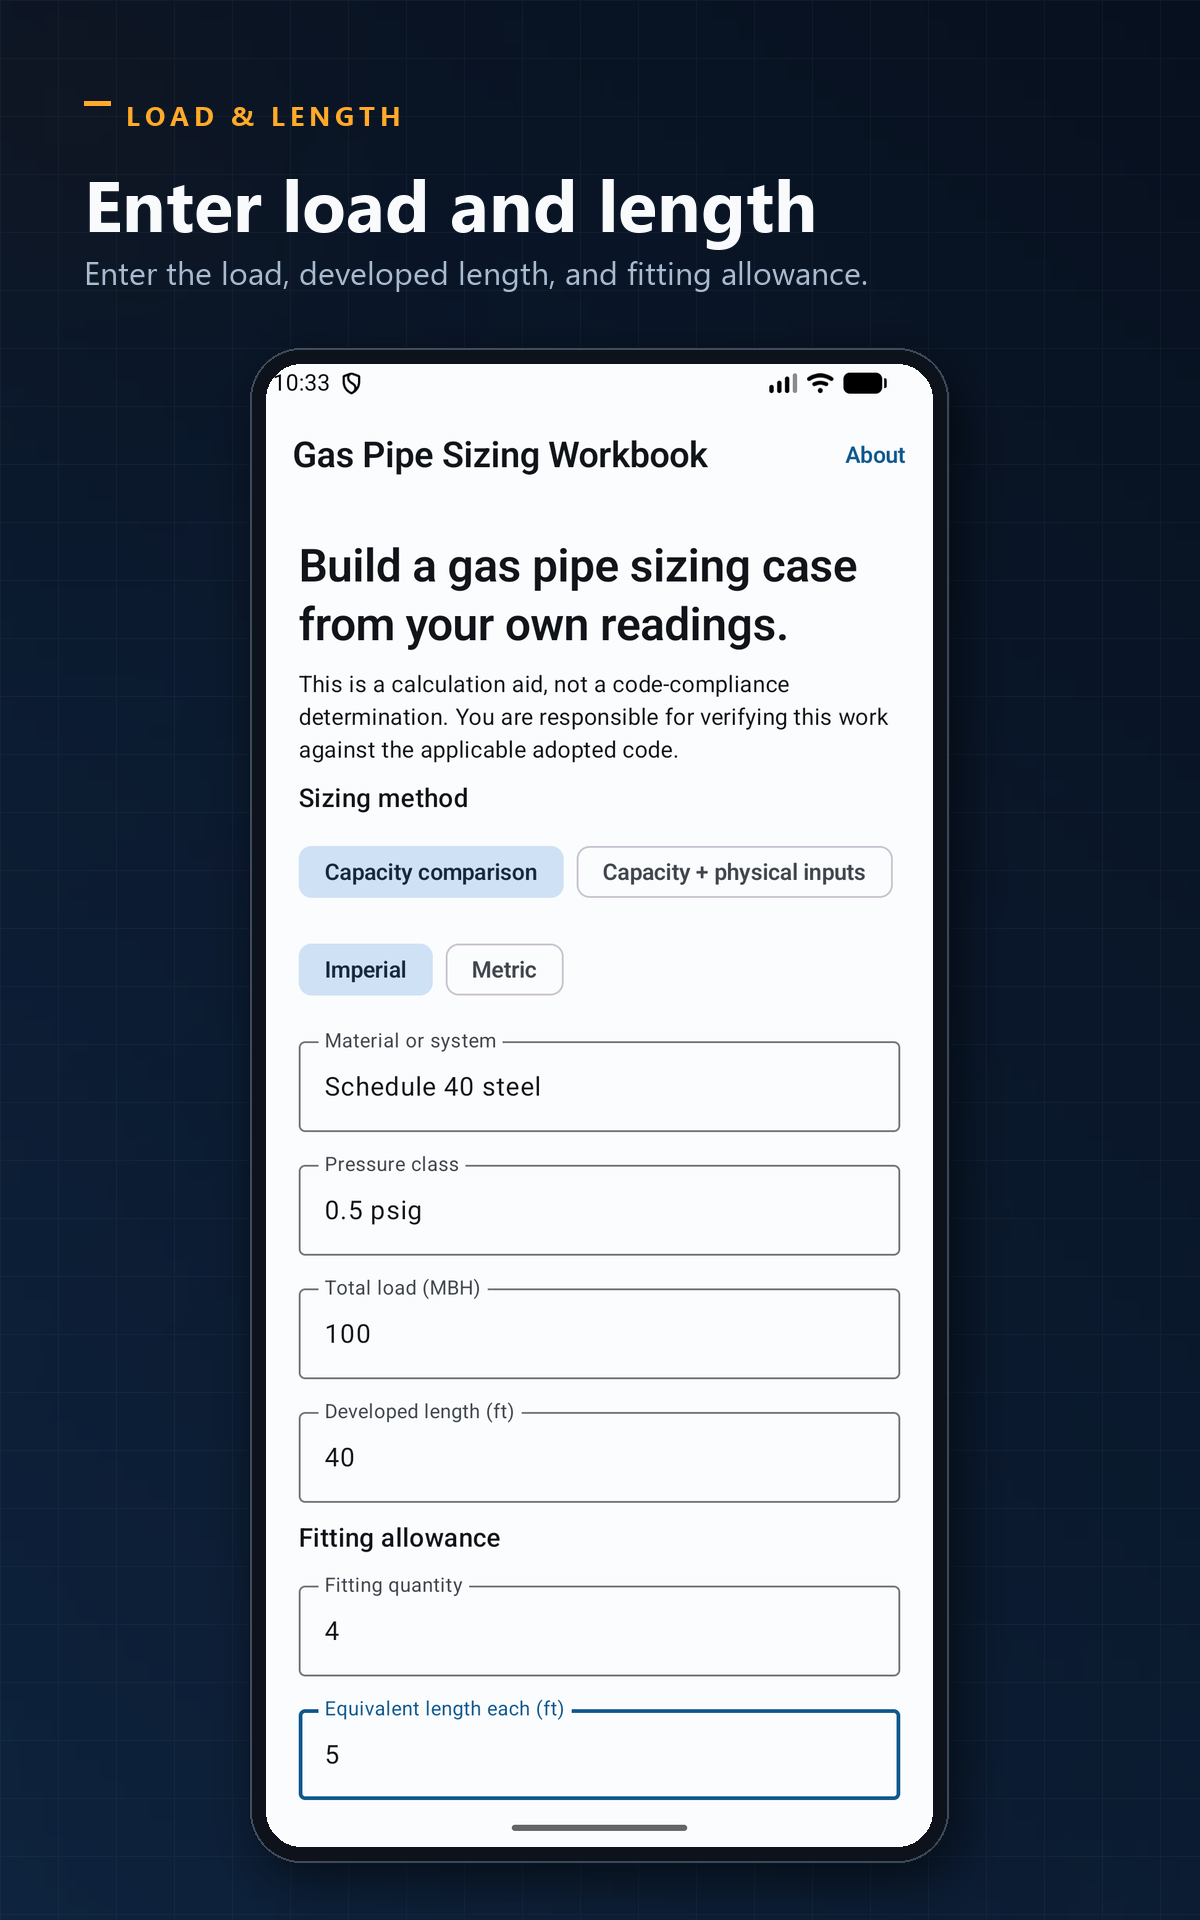 LOAD & LENGTH
Enter load and length
Enter the load, developed length, and fitting allowance.
10:33
Gas Pipe Sizing Workbook
About
Build a gas pipe sizing case
from your own readings.
This is a calculation aid, not a code-compliance
determination. You are responsible for verifying this work
against the applicable adopted code.
Sizing method
Capacity comparison
Capacity + physical inputs
Imperial
Metric
Material or system
Schedule 40 steel
Pressure class
0.5 psig
Total load (MBH)
100
Developed length (ft)
40
Fitting allowance
Fitting quantity
4
Equivalent length each (ft)
5